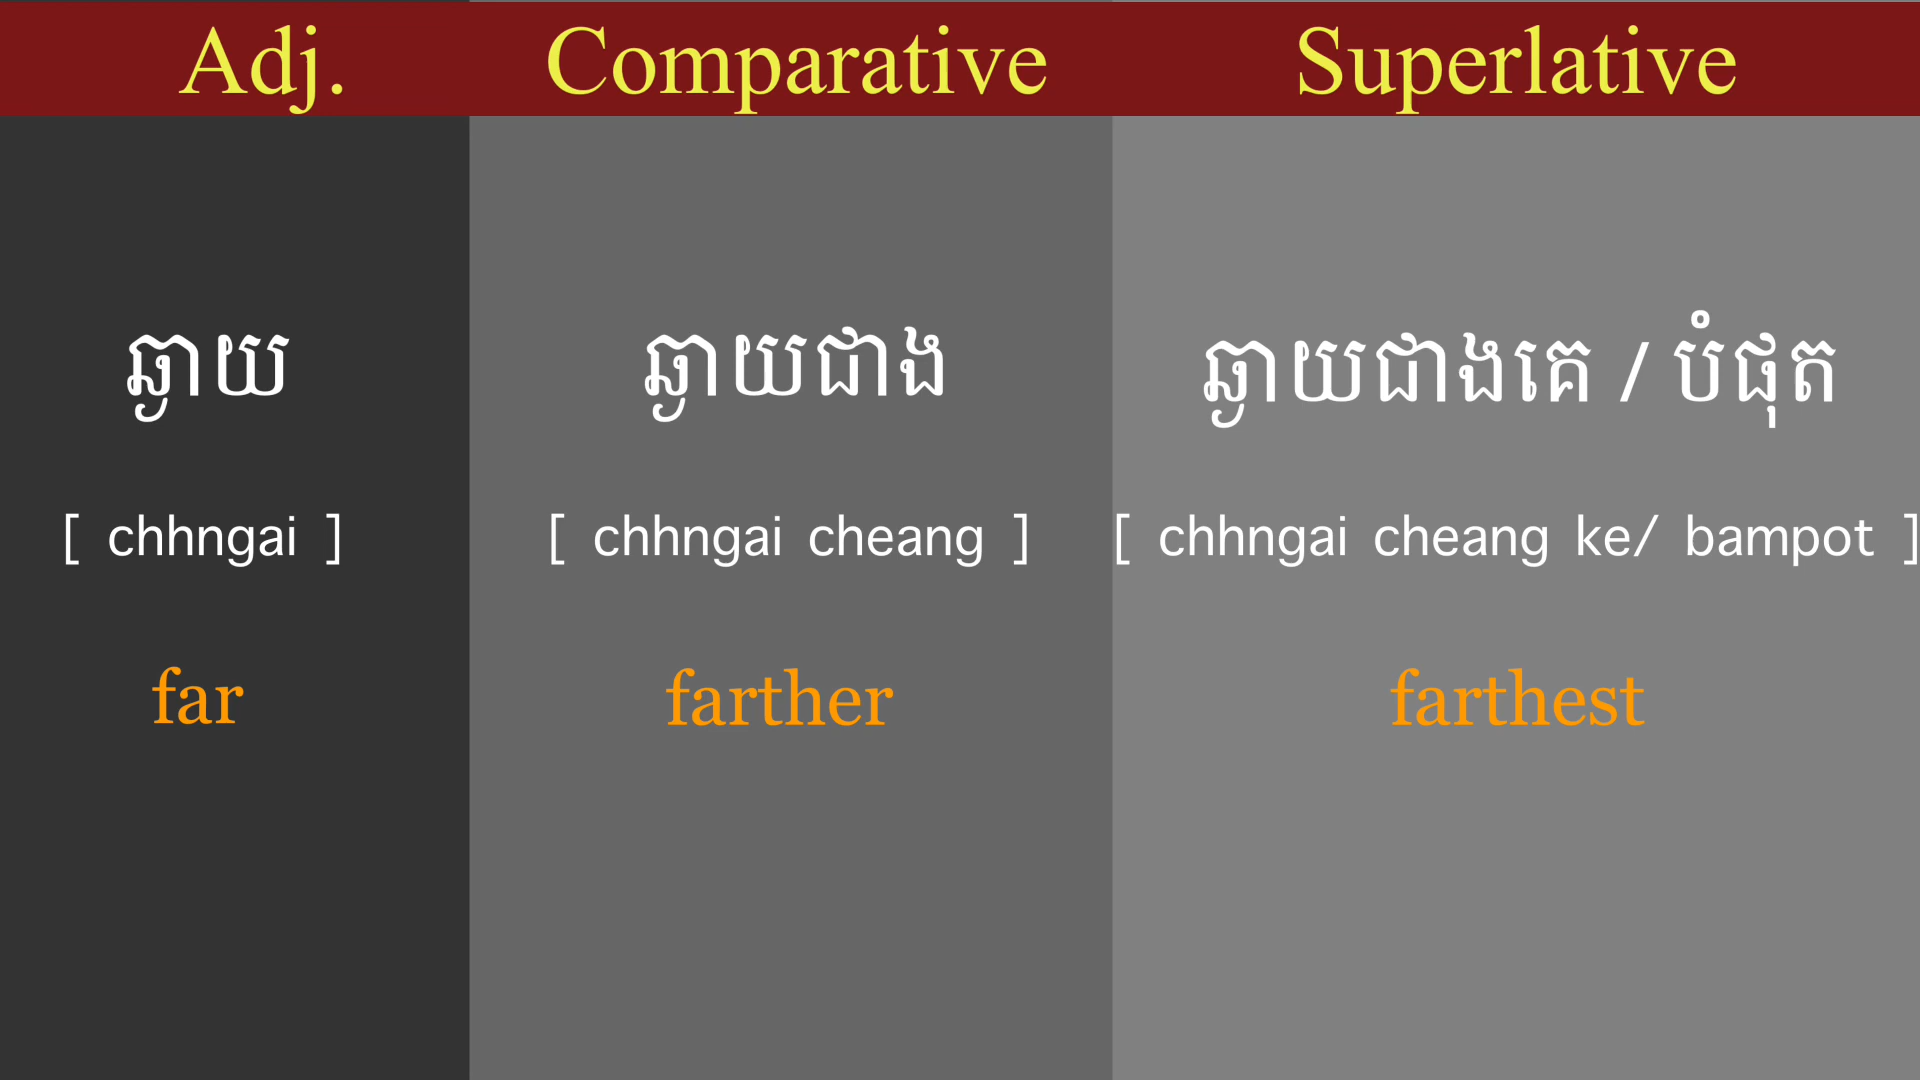 Adj. Comparative Superlative
ឆ្ងាយ ឆ្ងាយជាង ឆ្ងាយជាងគេ / បំផុត
[ chhngai ] [ chhngai cheang ] [ chhngai cheang ke/ bampot ]
far farther farthest